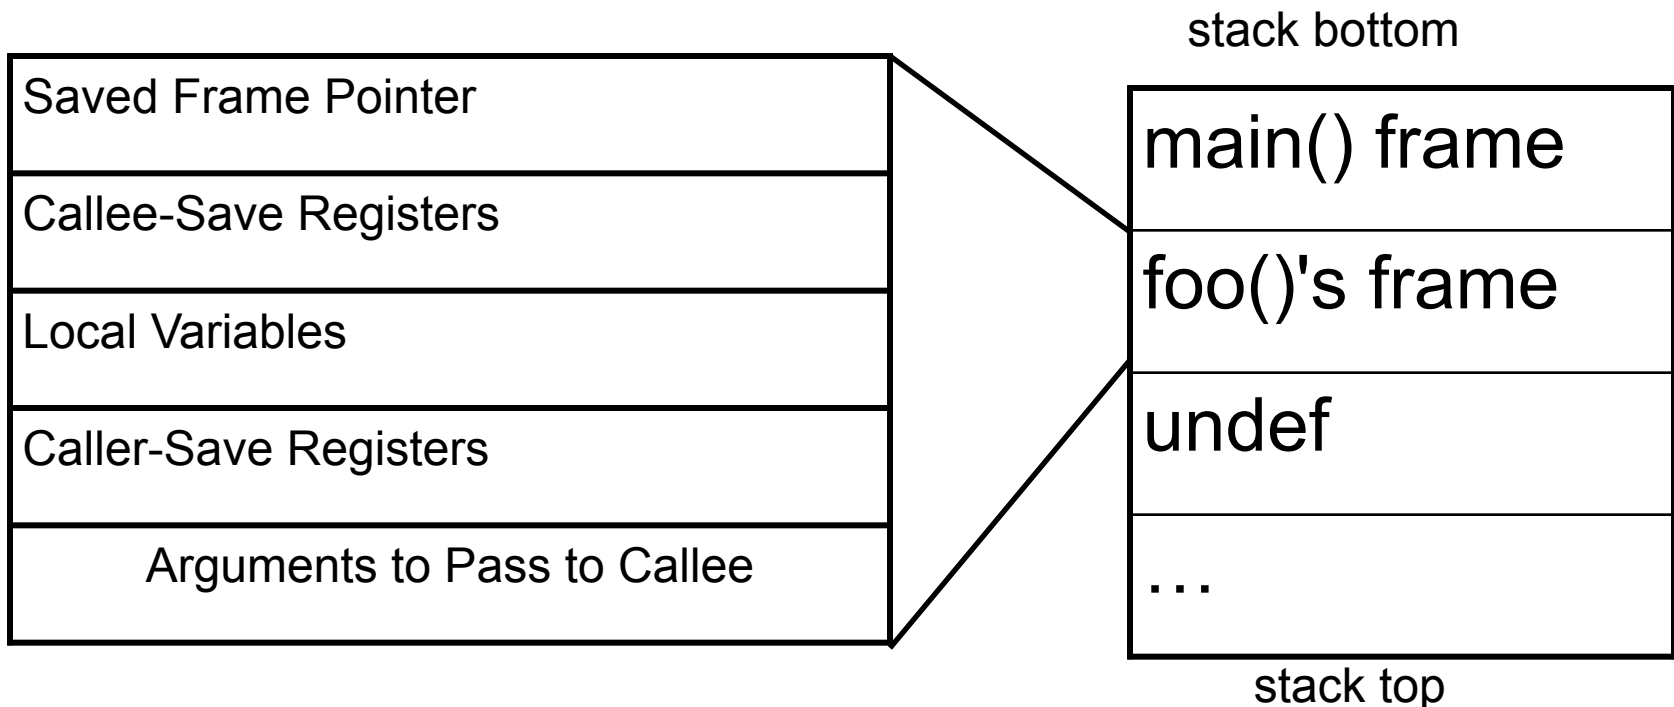 Saved Frame Pointer
Callee-Save Registers
Local Variables
Caller-Save Registers
Arguments to Pass to Callee
stack bottom
main() frame
foo()'s frame
undef
…
stack top